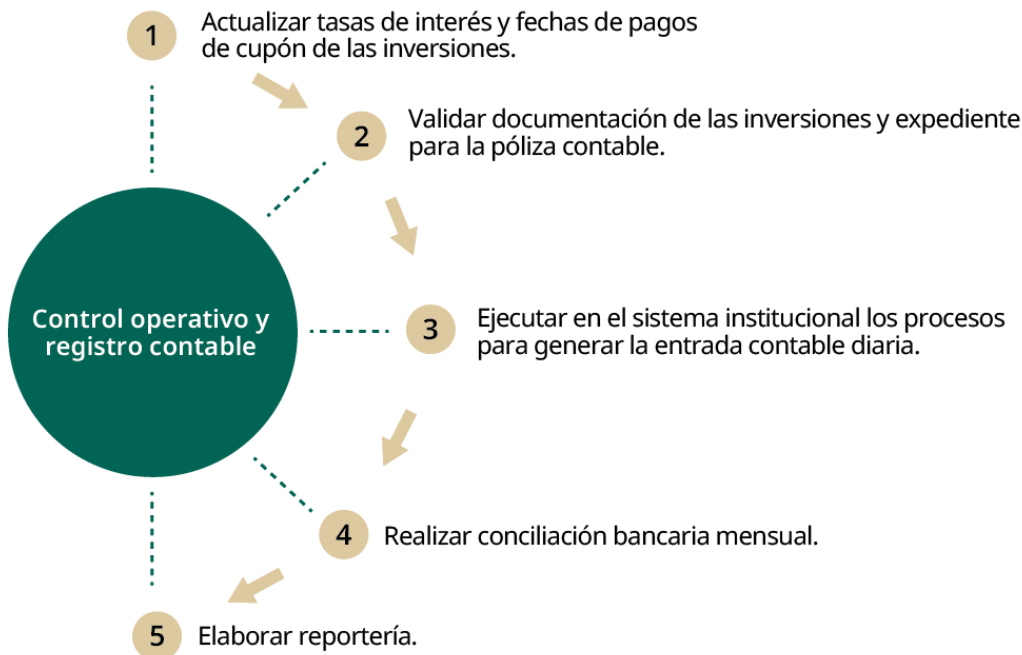 1
Actualizar tasas de interés y fechas de pagos
de cupón de las inversiones.
2
Validar documentación de las inversiones y expediente
para la póliza contable.
Control operativo y
registro contable
3
Ejecutar en el sistema institucional los procesos
para generar la entrada contable diaria.
4
Realizar conciliación bancaria mensual.
5
Elaborar reportería.